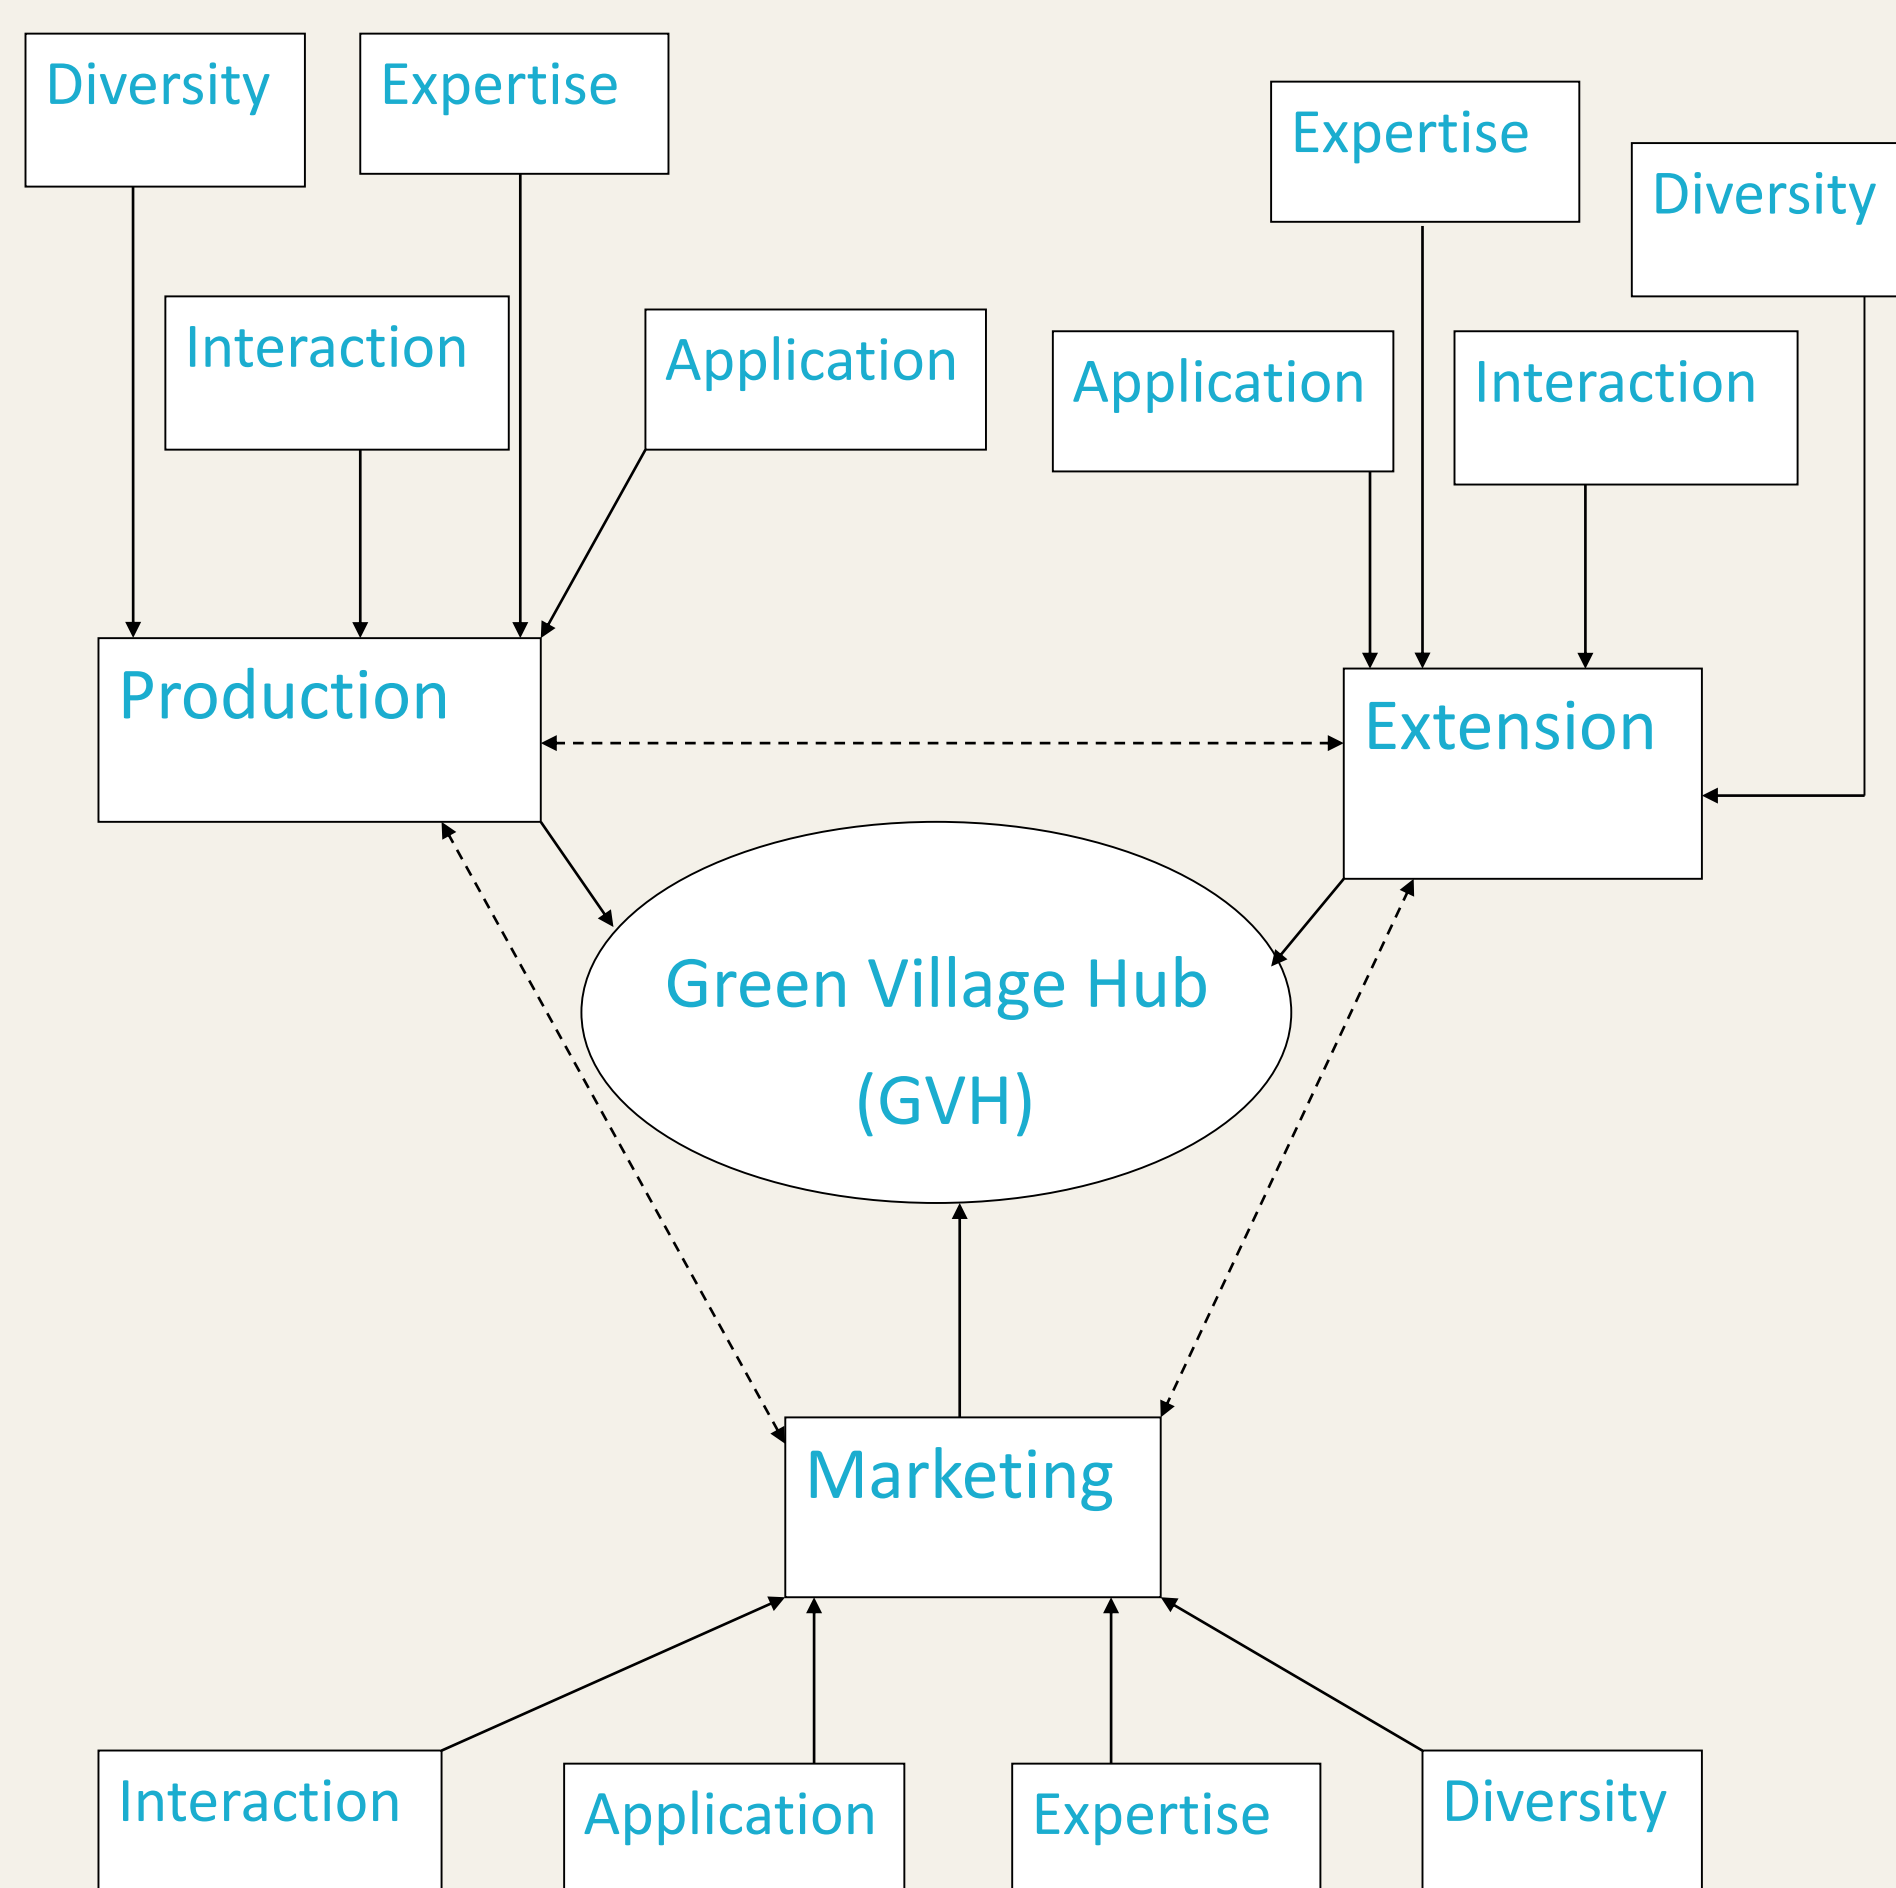 Diversity
Expertise
Expertise
Diversity
Interaction
Application
Application
Interaction
Production
Extension
Green Village Hub
(GVH)
Marketing
Interaction
Application
Expertise
Diversity